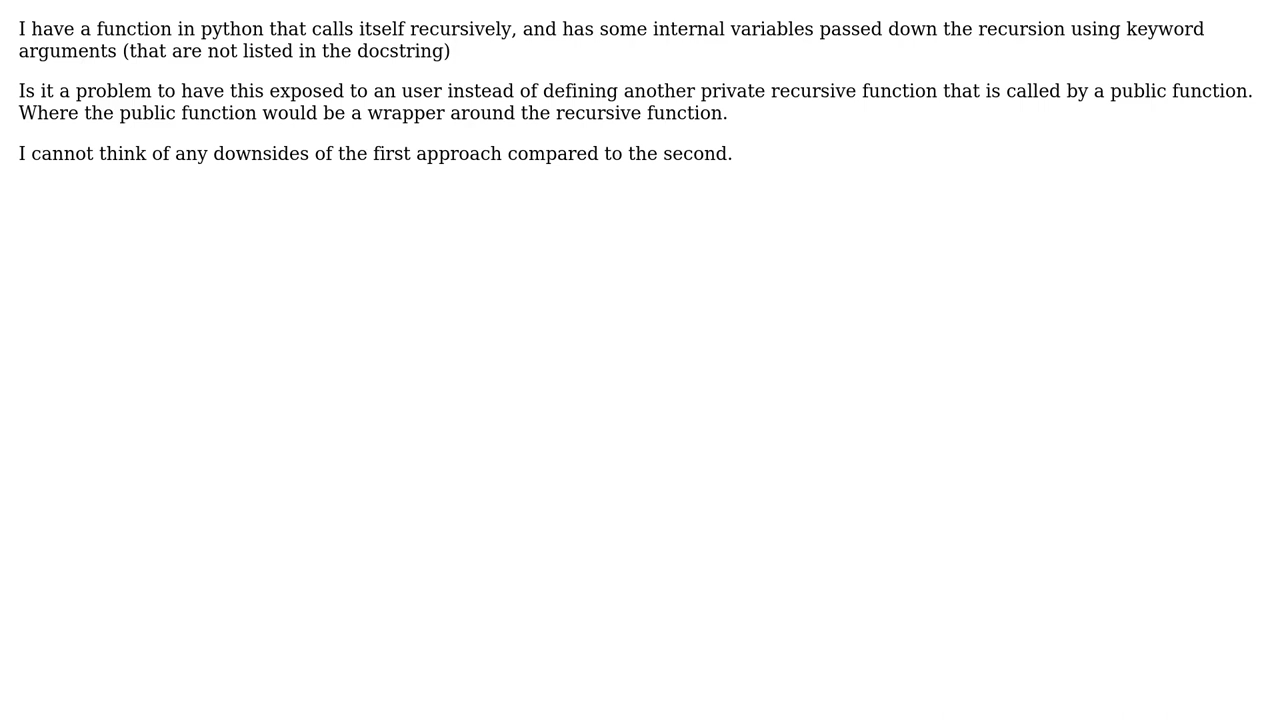 I have a function in python that calls itself recursively, and has some internal variables passed down the recursion using keyword
arguments (that are not listed in the docstring)
Is it a problem to have this exposed to an user instead of defining another private recursive function that is called by a public function.
Where the public function would be a wrapper around the recursive function.
I cannot think of any downsides of the first approach compared to the second.